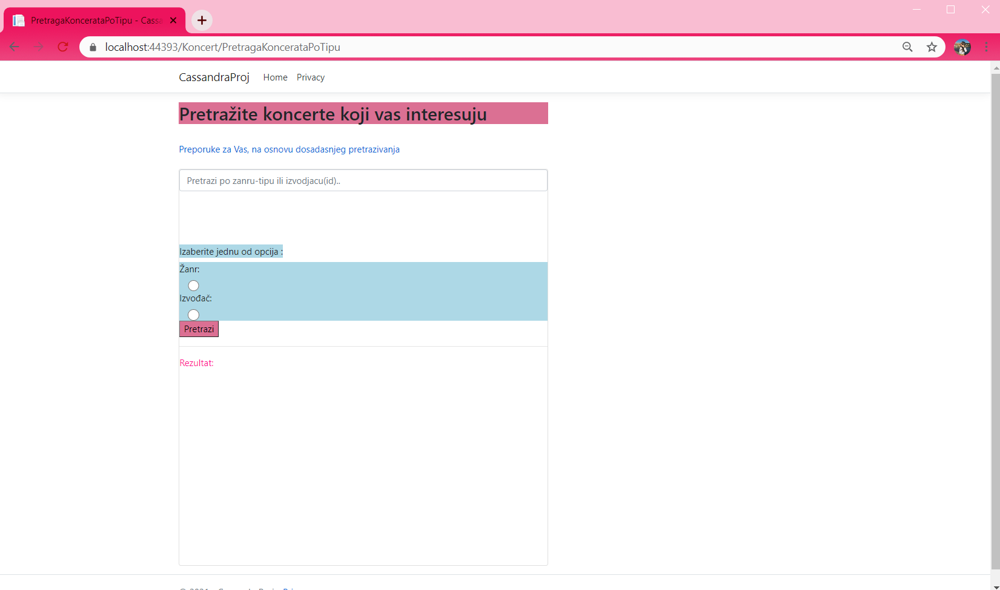 PretragaKoncerataPoTipu - Cassa
localhost:44393/Koncert/PretragaKoncerataPoTipu
CassandraProj Home Privacy
Pretražite koncerte koji vas interesuju
Preporuke za Vas, na osnovu dosadasnjeg pretrazivanja
Pretrazi po zanru-tipu ili izvodjacu(id)..
Izaberite jednu od opcija :
Žanr:
Izvođač:
Pretrazi
Rezultat: